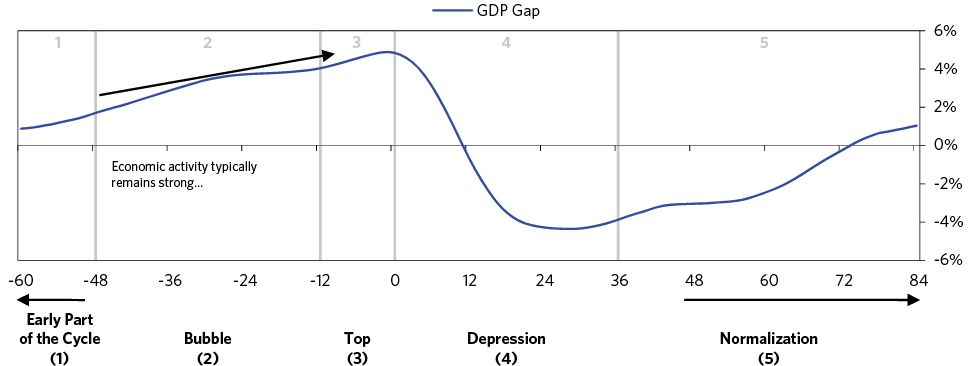 GDP Gap
1 2 3 4 5
6%
4%
2%
0%
-2%
-4%
-6%
Economic activity typically
remains strong...
-60 -48 -36 -24 -12 0 12 24 36 48 60 72 84
Early Part
of the Cycle
(1)
Bubble
(2)
Top
(3)
Depression
(4)
Normalization
(5)